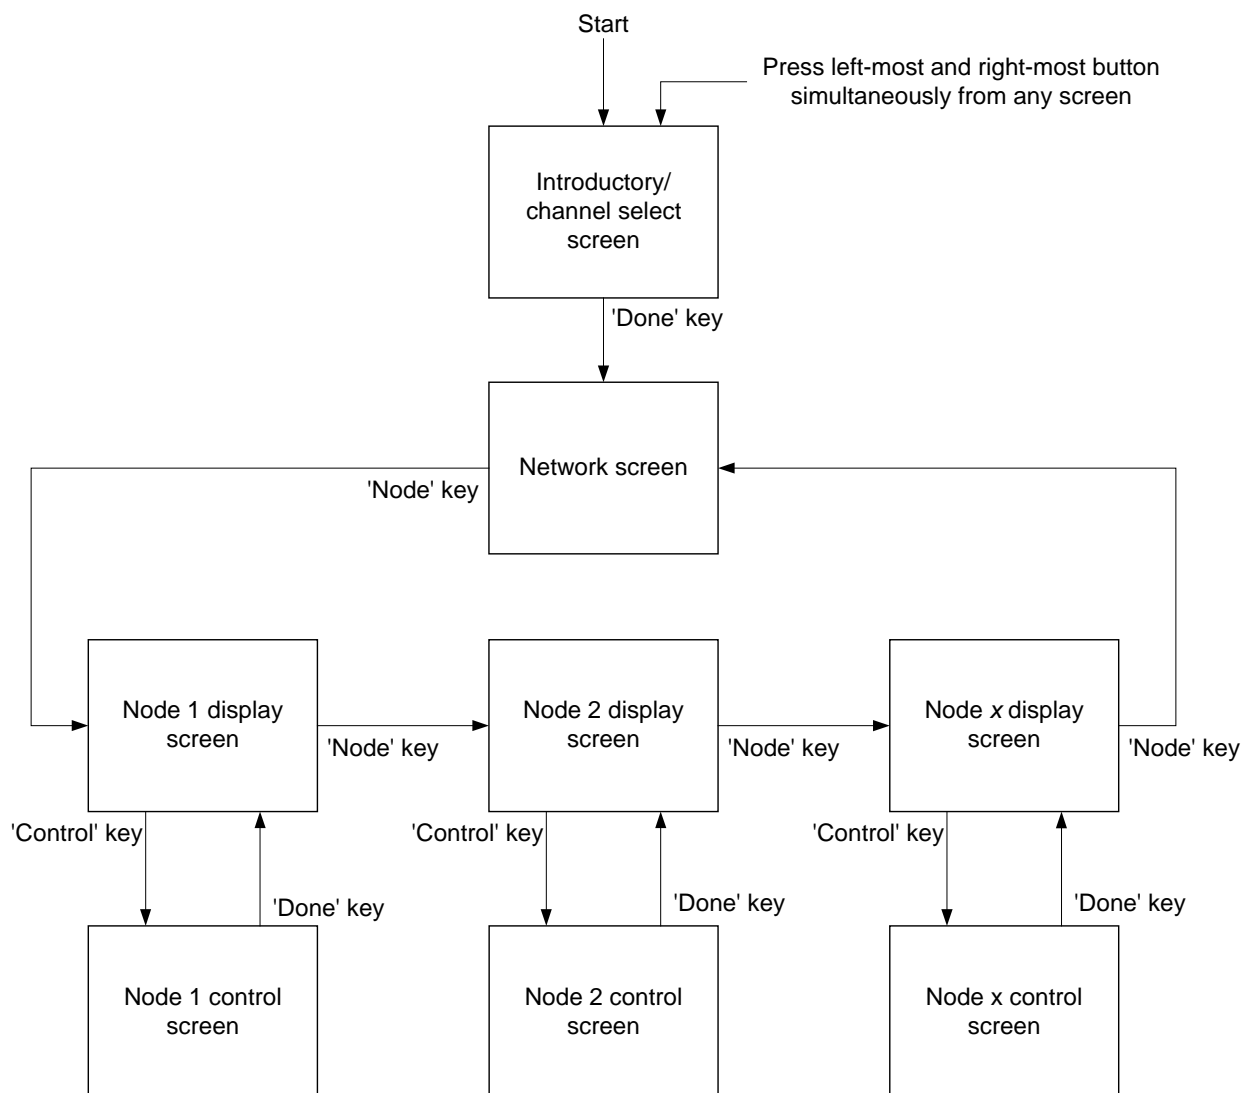 Start
Press left-most and right-most button
simultaneously from any screen
Introductory/
channel select
screen
'Done' key
Network screen
'Node' key
Node 1 display
screen
'Node' key
Node 2 display
screen
'Node' key
Node x display
screen
'Node' key
'Control' key
'Done' key
'Control' key
'Done' key
'Control' key
'Done' key
Node 1 control
screen
Node 2 control
screen
Node x control
screen